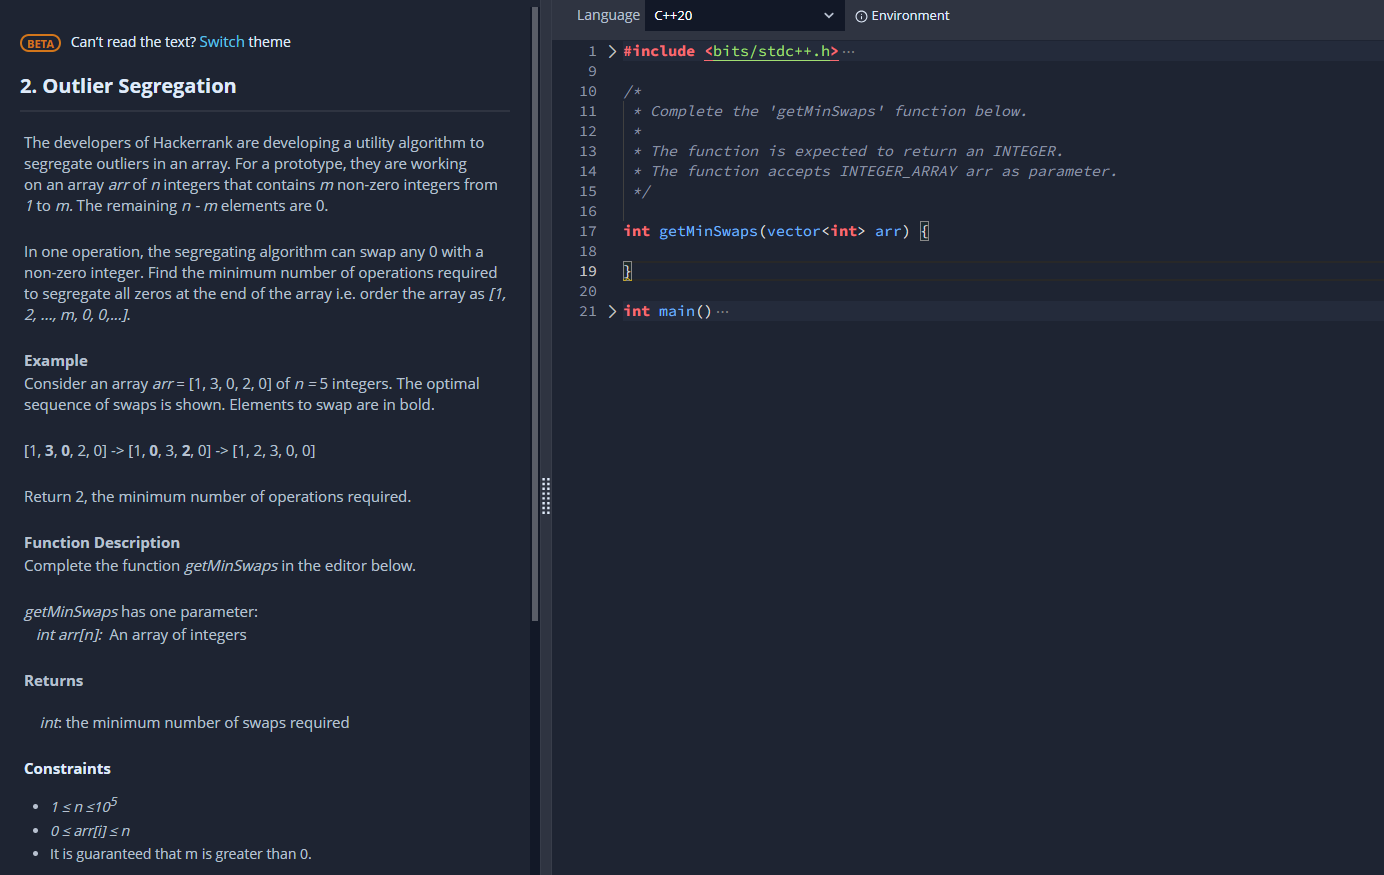 BETA Can't read the text? Switch theme
2. Outlier Segregation
The developers of Hackerrank are developing a utility algorithm to
segregate outliers in an array. For a prototype, they are working
on an array arr of n integers that contains m non-zero integers from
1 to m. The remaining n - m elements are 0.
In one operation, the segregating algorithm can swap any 0 with a
non-zero integer. Find the minimum number of operations required
to segregate all zeros at the end of the array i.e. order the array as [1,
2, ..., m, 0, 0,...].
Example
Consider an array arr = [1, 3, 0, 2, 0] of n = 5 integers. The optimal
sequence of swaps is shown. Elements to swap are in bold.
[1, 3, 0, 2, 0] -> [1, 0, 3, 2, 0] -> [1, 2, 3, 0, 0]
Return 2, the minimum number of operations required.
Function Description
Complete the function getMinSwaps in the editor below.
getMinSwaps has one parameter:
int arr[n]: An array of integers
Returns
int: the minimum number of swaps required
Constraints
• 1 ≤ n ≤10⁵
• 0 ≤ arr[i] ≤ n
• It is guaranteed that m is greater than 0.
Language C++20 Environment
1 #include <bits/stdc++.h> ···
9
10 /*
11 * Complete the 'getMinSwaps' function below.
12 *
13 * The function is expected to return an INTEGER.
14 * The function accepts INTEGER_ARRAY arr as parameter.
15 */
16
17 int getMinSwaps(vector<int> arr) {
18
19 }
20
21 int main() ···